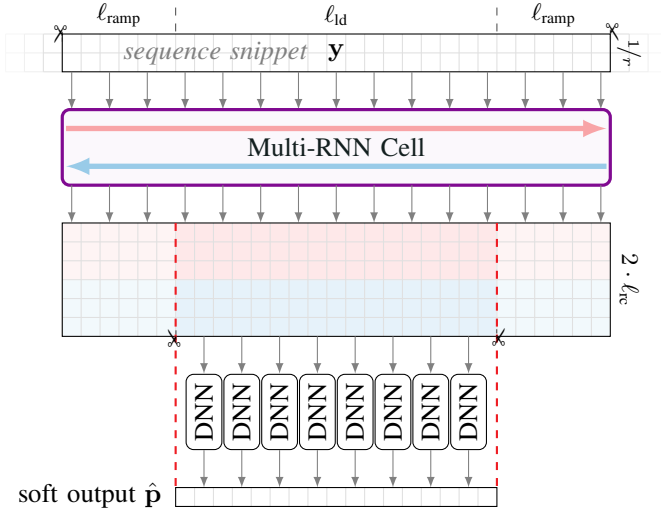 ℓramp ℓld ℓramp
sequence snippet y
1/r
Multi-RNN Cell
2 · ℓrc
DNN DNN DNN DNN DNN DNN DNN DNN
soft output p̂